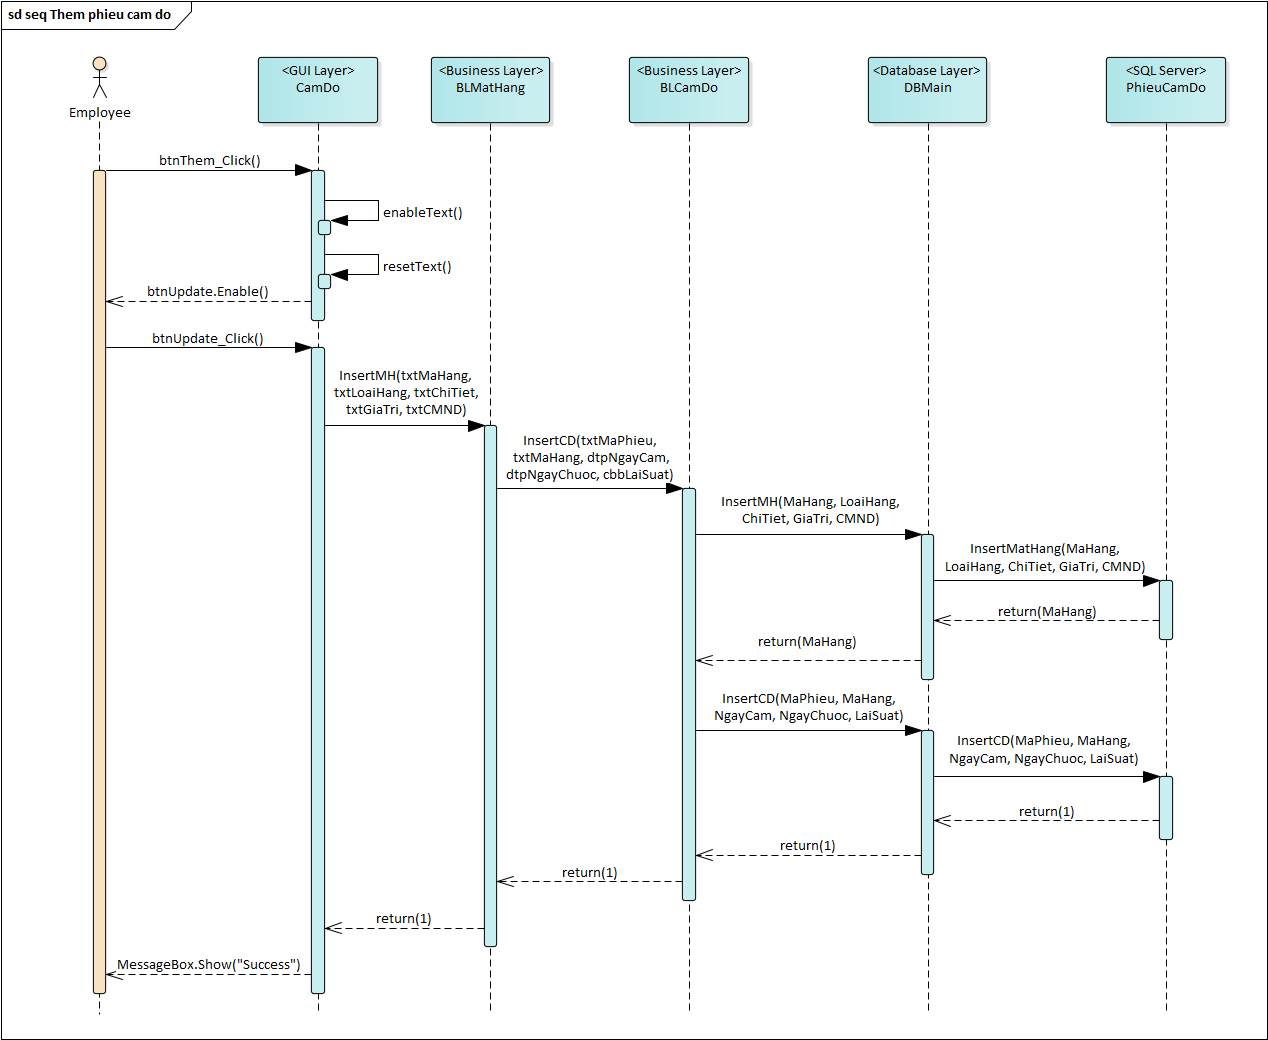 sd seq Them phieu cam do
Employee
<GUI Layer>
CamDo
<Business Layer>
BLMatHang
<Business Layer>
BLCamDo
<Database Layer>
DBMain
<SQL Server>
PhieuCamDo
btnThem_Click()
enableText()
resetText()
btnUpdate.Enable()
btnUpdate_Click()
InsertMH(txtMaHang,
txtLoaiHang, txtChiTiet,
txtGiaTri, txtCMND)
InsertCD(txtMaPhieu,
txtMaHang, dtpNgayCam,
dtpNgayChuoc, cbbLaiSuat)
InsertMH(MaHang, LoaiHang,
ChiTiet, GiaTri, CMND)
InsertMatHang(MaHang,
LoaiHang, ChiTiet, GiaTri, CMND)
return(MaHang)
return(MaHang)
InsertCD(MaPhieu, MaHang,
NgayCam, NgayChuoc, LaiSuat)
InsertCD(MaPhieu, MaHang,
NgayCam, NgayChuoc, LaiSuat)
return(1)
return(1)
return(1)
return(1)
MessageBox.Show("Success")